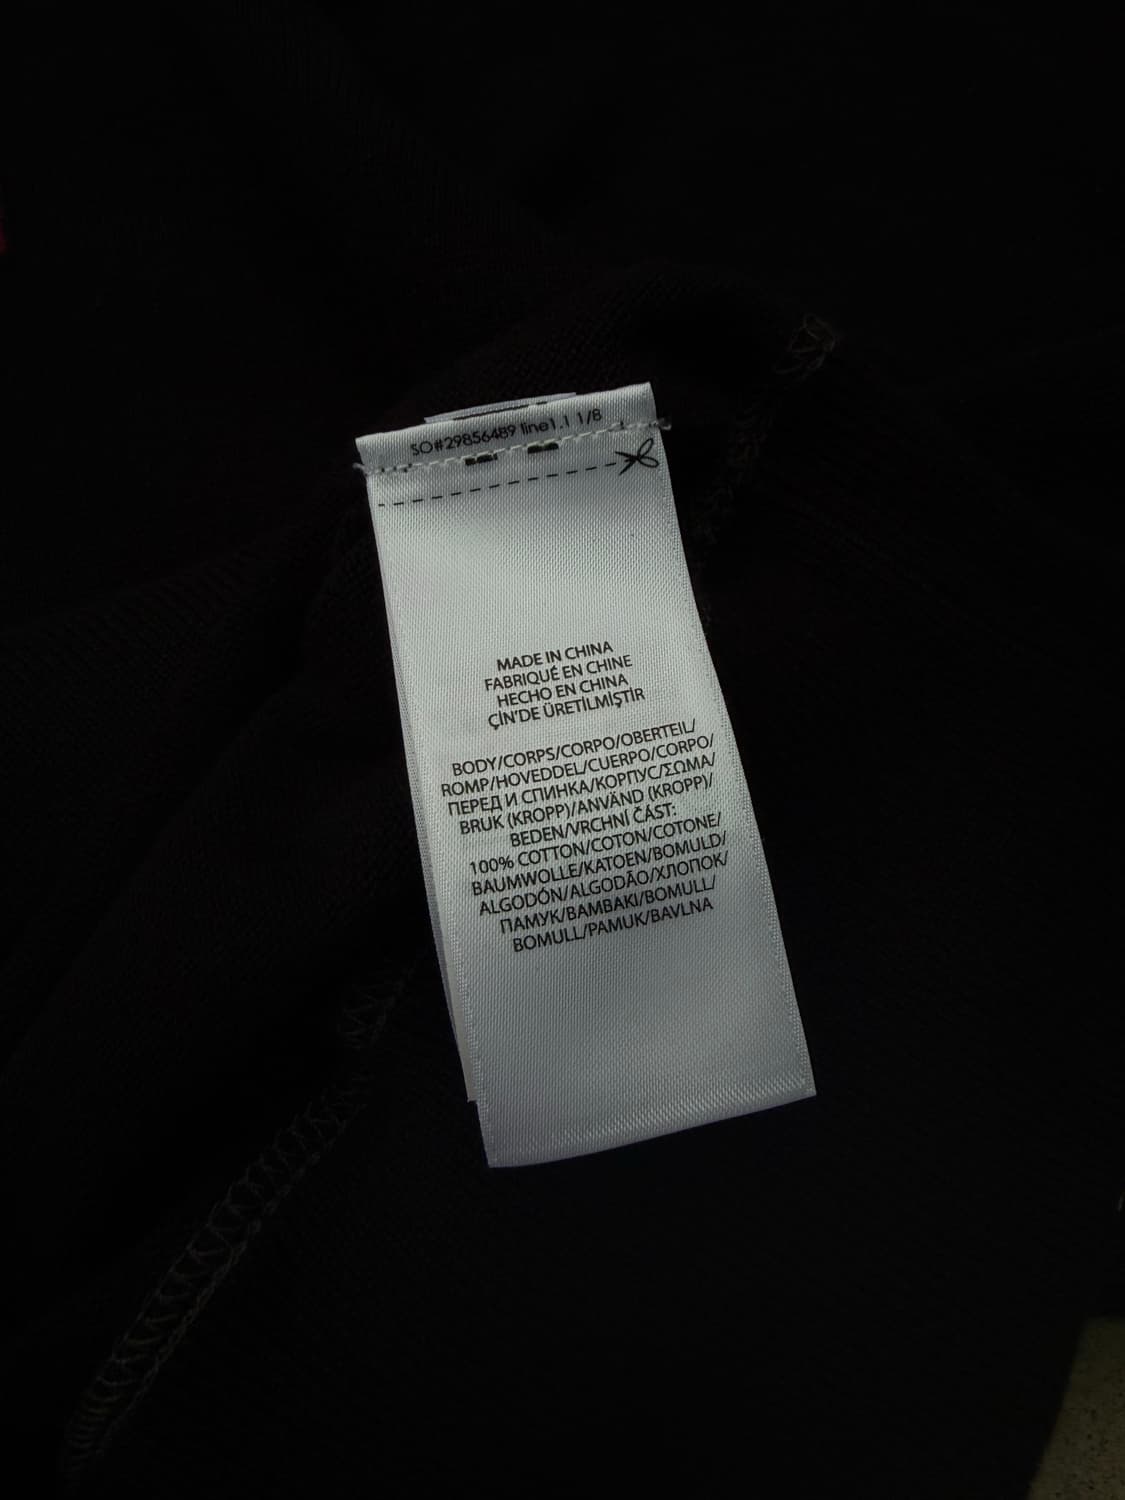 SO#29856489 line1.1 1/8
MADE IN CHINA
FABRIQUÉ EN CHINE
HECHO EN CHINA
ÇİN'DE ÜRETİLMİŞTİR
BODY/CORPS/CORPO/OBERTEIL/
ROMP/HOVEDDEL/CUERPO/CORPO/
ПЕРЕД И СПИНКА/КОРПУС/ΣΩΜΑ/
BRUK (KROPP)/ANVÄND (KROPP)/
BEDEN/VRCHNÍ ČÁST:
100% COTTON/COTON/COTONE/
BAUMWOLLE/KATOEN/BOMULD/
ALGODÓN/ALGODÃO/ХЛОПОК/
ПАМУК/ΒΑΜΒΑΚΙ/BOMULL/
BOMULL/PAMUK/BAVLNA